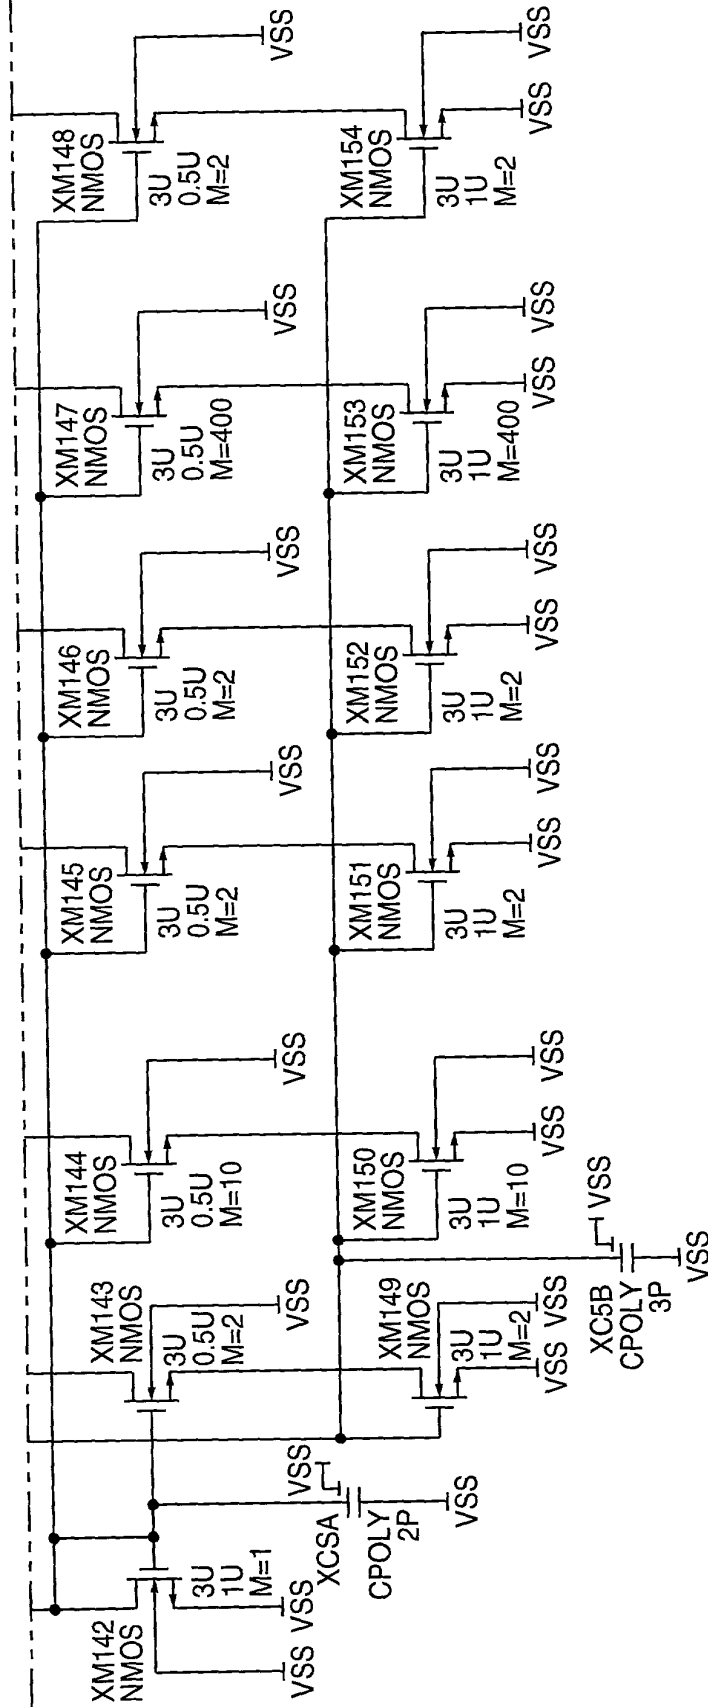 XM142
NMOS
3U
1U
M=1
VSS
VSS
XCSA
CPOLY
2P
VSS
VSS
XM143
NMOS
3U
0.5U
M=2
VSS
XM144
NMOS
3U
0.5U
M=10
VSS
XM145
NMOS
3U
0.5U
M=2
VSS
XM146
NMOS
3U
0.5U
M=2
VSS
XM147
NMOS
3U
0.5U
M=400
VSS
XM148
NMOS
3U
0.5U
M=2
VSS
XM149
NMOS
3U
1U
M=2
VSS
VSS
XC5B
CPOLY
3P
VSS
VSS
XM150
NMOS
3U
1U
M=10
VSS
VSS
XM151
NMOS
3U
1U
M=2
VSS
VSS
XM152
NMOS
3U
1U
M=2
VSS
VSS
XM153
NMOS
3U
1U
M=400
VSS
VSS
XM154
NMOS
3U
1U
M=2
VSS
VSS